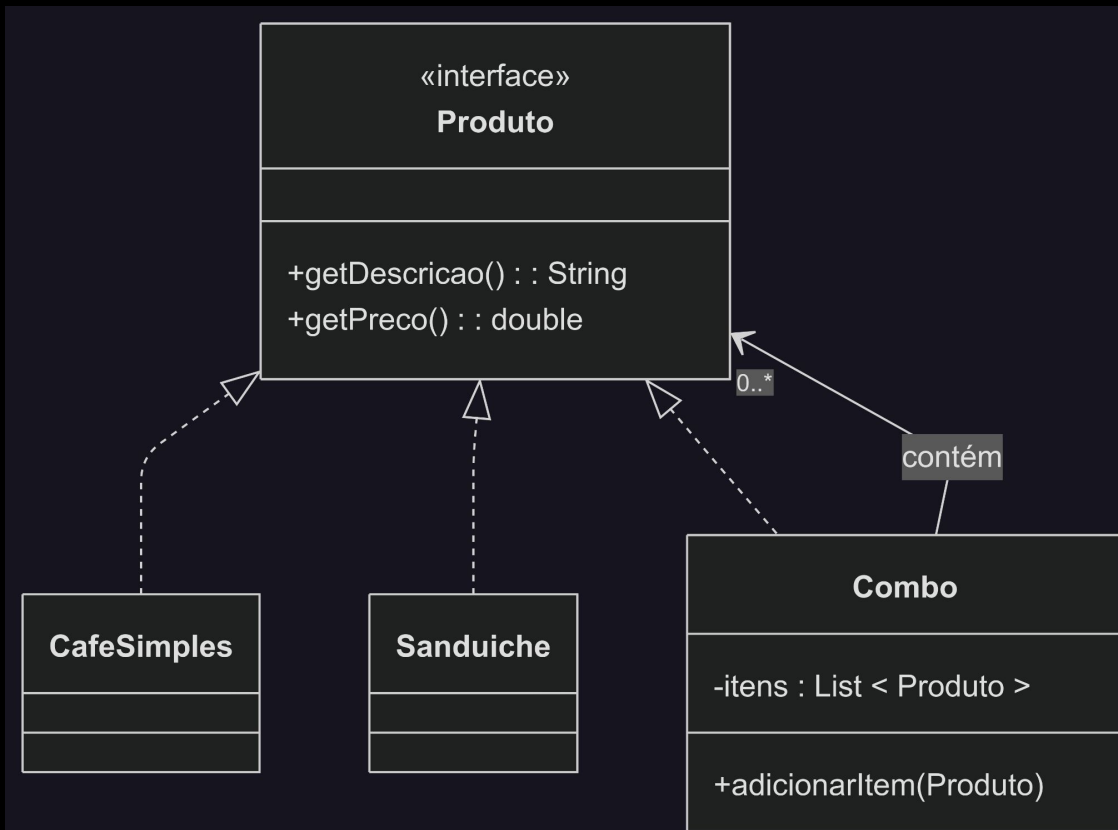 «interface»
Produto
+getDescricao() : : String
+getPreco() : : double
0..*
contém
CafeSimples
Sanduiche
Combo
-itens : List < Produto >
+adicionarItem(Produto)